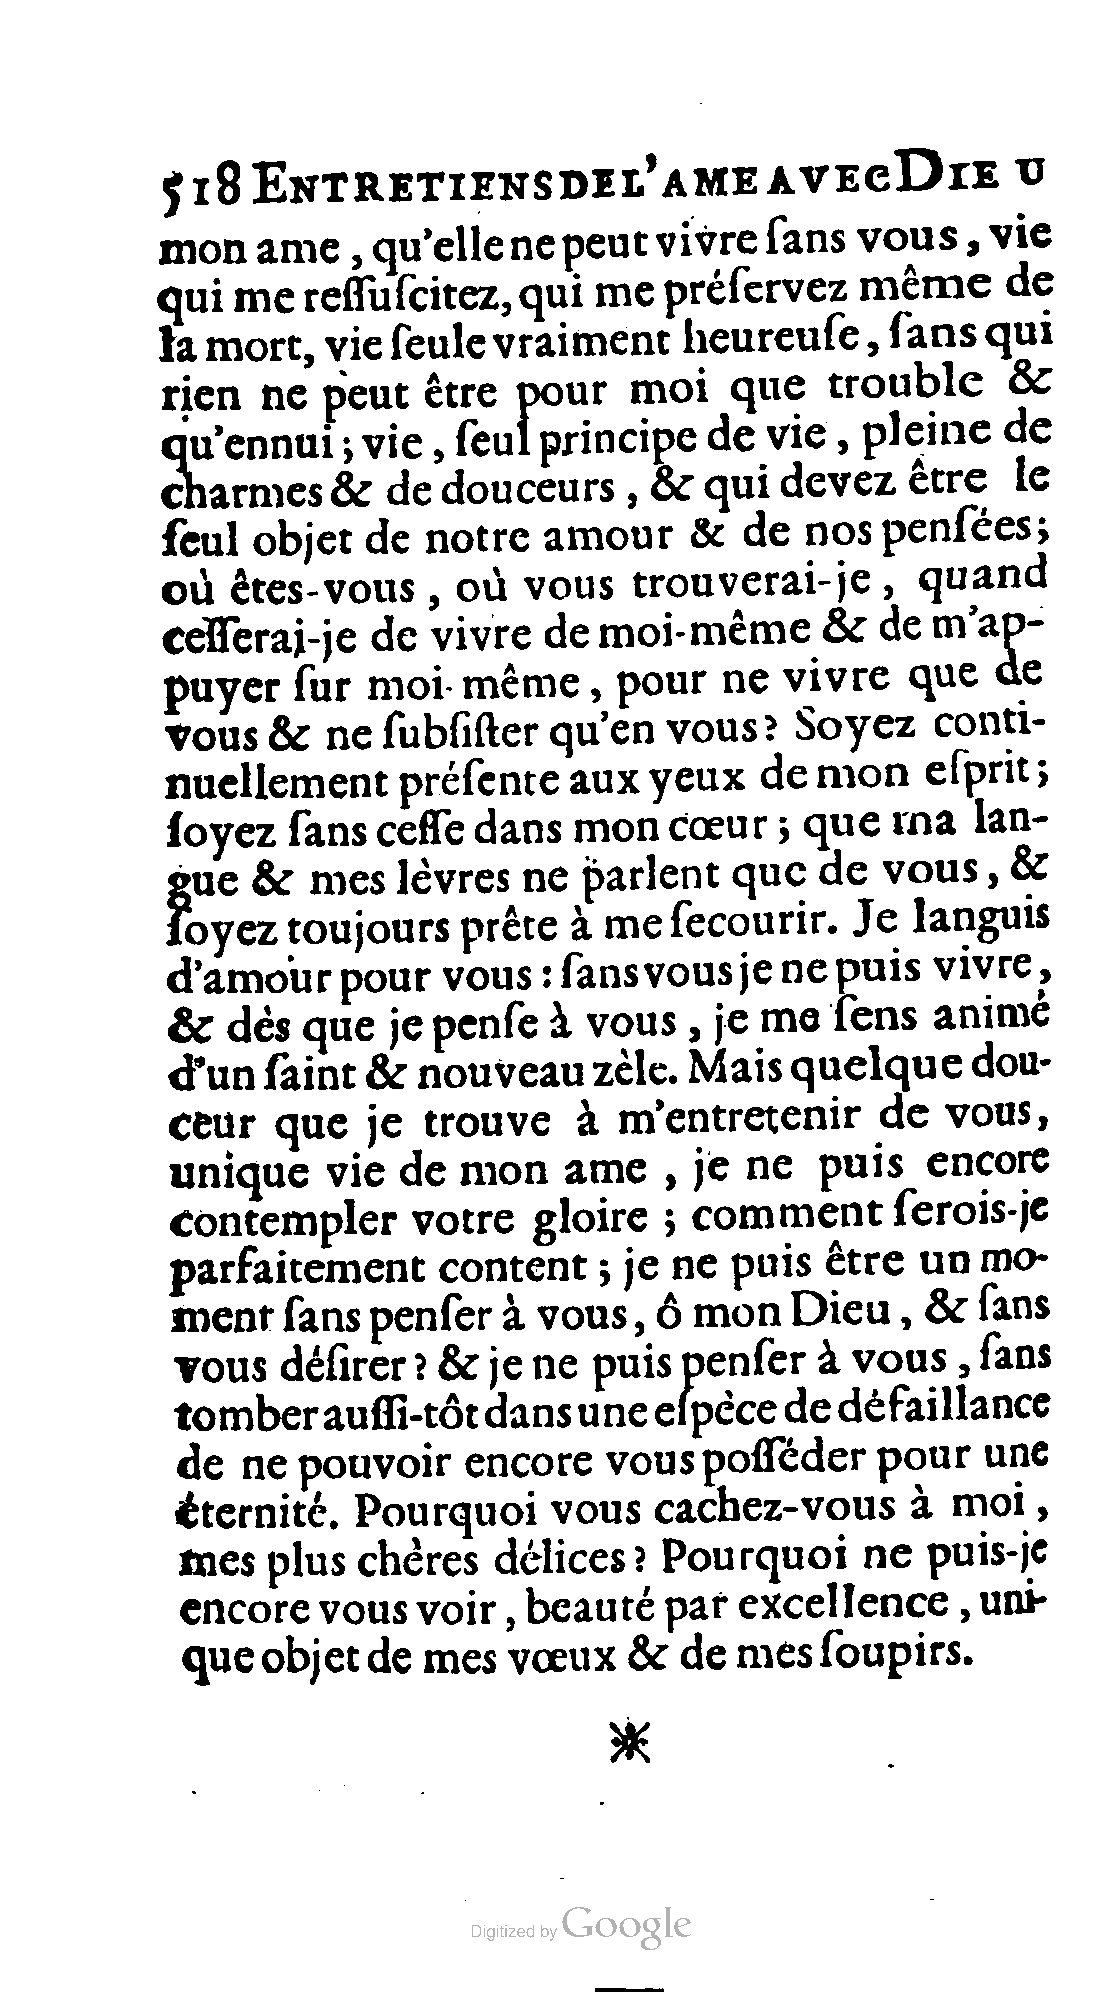 518 ENTRETIENS DE L'AME AVEC DIEU
mon ame , qu'elle ne peut vivre ſans vous , vie
qui me reſſuſcitez, qui me préſervez même de
la mort, vie ſeule vraiment heureuſe , ſans qui
rien ne peut être pour moi que trouble &
qu'ennui ; vie , ſeul principe de vie , pleine de
charmes & de douceurs , & qui devez être le
ſeul objet de notre amour & de nos penſées ;
où êtes-vous , où vous trouverai-je , quand
ceſſerai-je de vivre de moi-même & de m'ap-
puyer ſur moi-même , pour ne vivre que de
vous & ne ſubſiſter qu'en vous ? Soyez conti-
nuellement préſente aux yeux de mon eſprit ;
ſoyez ſans ceſſe dans mon cœur ; que ma lan-
gue & mes lèvres ne parlent que de vous , &
ſoyez toujours prête à me ſecourir. Je languis
d'amour pour vous : ſans vous je ne puis vivre ,
& dès que je penſe à vous , je me ſens animé
d'un ſaint & nouveau zèle. Mais quelque dou-
ceur que je trouve à m'entretenir de vous ,
unique vie de mon ame , je ne puis encore
contempler votre gloire ; comment ſerois-je
parfaitement content ; je ne puis être un mo-
ment ſans penſer à vous , ô mon Dieu , & ſans
vous déſirer ? & je ne puis penſer à vous , ſans
tomber auſſi-tôt dans une eſpèce de défaillance
de ne pouvoir encore vous poſſéder pour une
éternité. Pourquoi vous cachez-vous à moi ,
mes plus chères délices ? Pourquoi ne puis-je
encore vous voir , beauté par excellence , uni-
que objet de mes vœux & de mes ſoupirs.
Digitized by Google